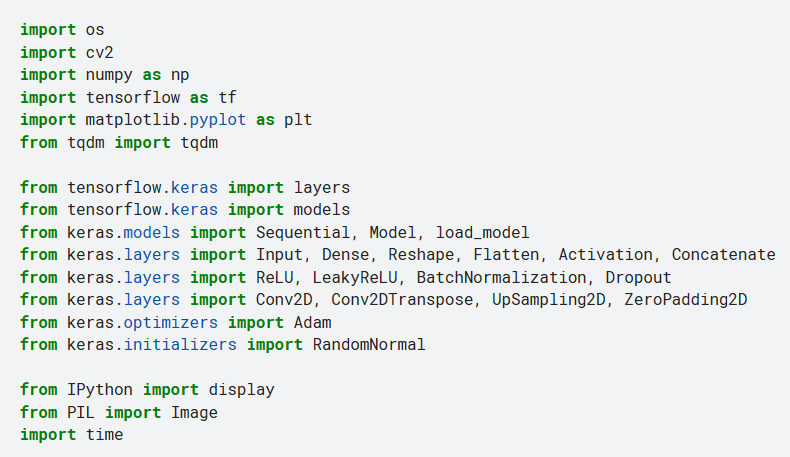 import os
import cv2
import numpy as np
import tensorflow as tf
import matplotlib.pyplot as plt
from tqdm import tqdm

from tensorflow.keras import layers
from tensorflow.keras import models
from keras.models import Sequential, Model, load_model
from keras.layers import Input, Dense, Reshape, Flatten, Activation, Concatenate
from keras.layers import ReLU, LeakyReLU, BatchNormalization, Dropout
from keras.layers import Conv2D, Conv2DTranspose, UpSampling2D, ZeroPadding2D
from keras.optimizers import Adam
from keras.initializers import RandomNormal

from IPython import display
from PIL import Image
import time